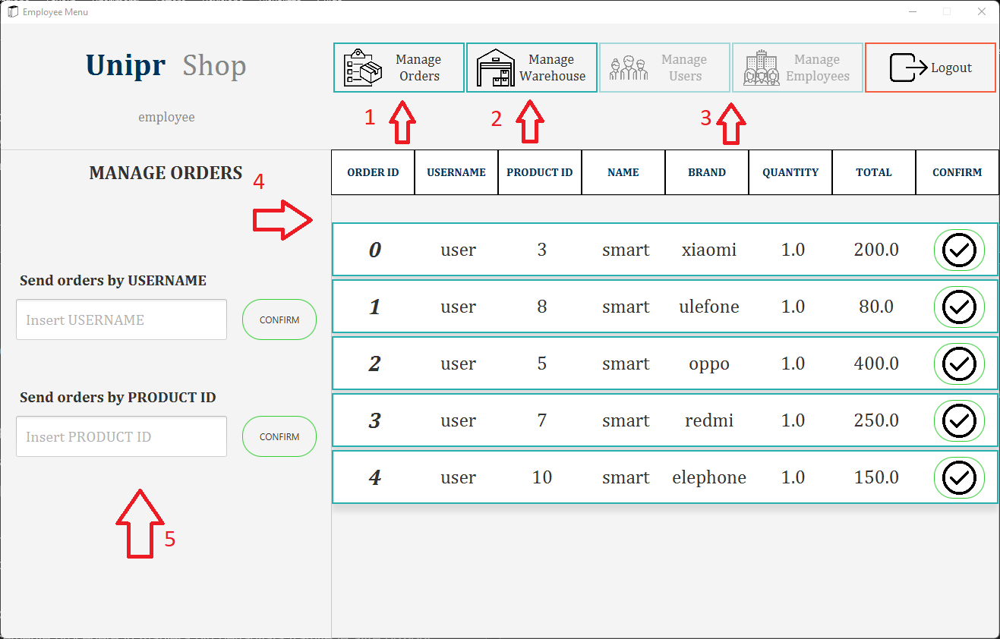 Employee Menu
Unipr Shop
employee
Manage
Orders
Manage
Warehouse
Manage
Users
Manage
Employees
Logout
1
2
3
MANAGE ORDERS
4
ORDER ID USERNAME PRODUCT ID NAME BRAND QUANTITY TOTAL CONFIRM
0 user 3 smart xiaomi 1.0 200.0
1 user 8 smart ulefone 1.0 80.0
2 user 5 smart oppo 1.0 400.0
3 user 7 smart redmi 1.0 250.0
4 user 10 smart elephone 1.0 150.0
Send orders by USERNAME
Insert USERNAME CONFIRM
Send orders by PRODUCT ID
Insert PRODUCT ID CONFIRM
5